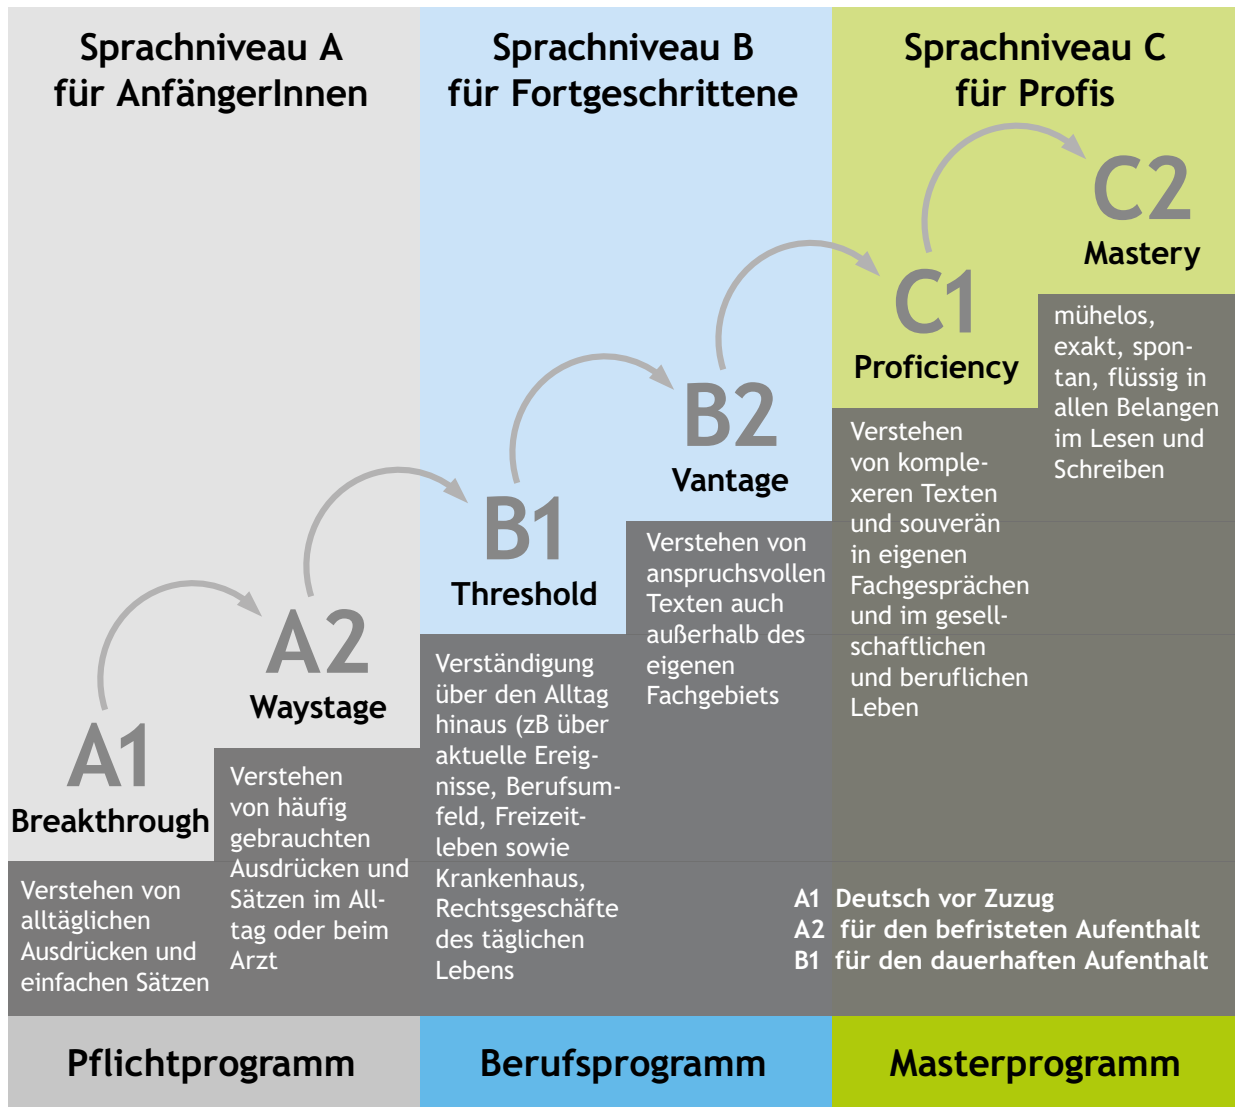 Sprachniveau A
für AnfängerInnen
Sprachniveau B
für Fortgeschrittene
Sprachniveau C
für Profis
A1
Breakthrough
Verstehen von
alltäglichen
Ausdrücken und
einfachen Sätzen
A2
Waystage
Verstehen
von häufig
gebrauchten
Ausdrücken und
Sätzen im All-
tag oder beim
Arzt
B1
Threshold
Verständigung
über den Alltag
hinaus (zB über
aktuelle Ereig-
nisse, Berufsum-
feld, Freizeit-
leben sowie
Krankenhaus,
Rechtsgeschäfte
des täglichen
Lebens
B2
Vantage
Verstehen von
anspruchsvollen
Texten auch
außerhalb des
eigenen
Fachgebiets
C1
Proficiency
Verstehen
von komple-
xeren Texten
und souverän
in eigenen
Fachgesprächen
und im gesell-
schaftlichen
und beruflichen
Leben
C2
Mastery
mühelos,
exakt, spon-
tan, flüssig in
allen Belangen
im Lesen und
Schreiben
A1 Deutsch vor Zuzug
A2 für den befristeten Aufenthalt
B1 für den dauerhaften Aufenthalt
Pflichtprogramm
Berufsprogramm
Masterprogramm